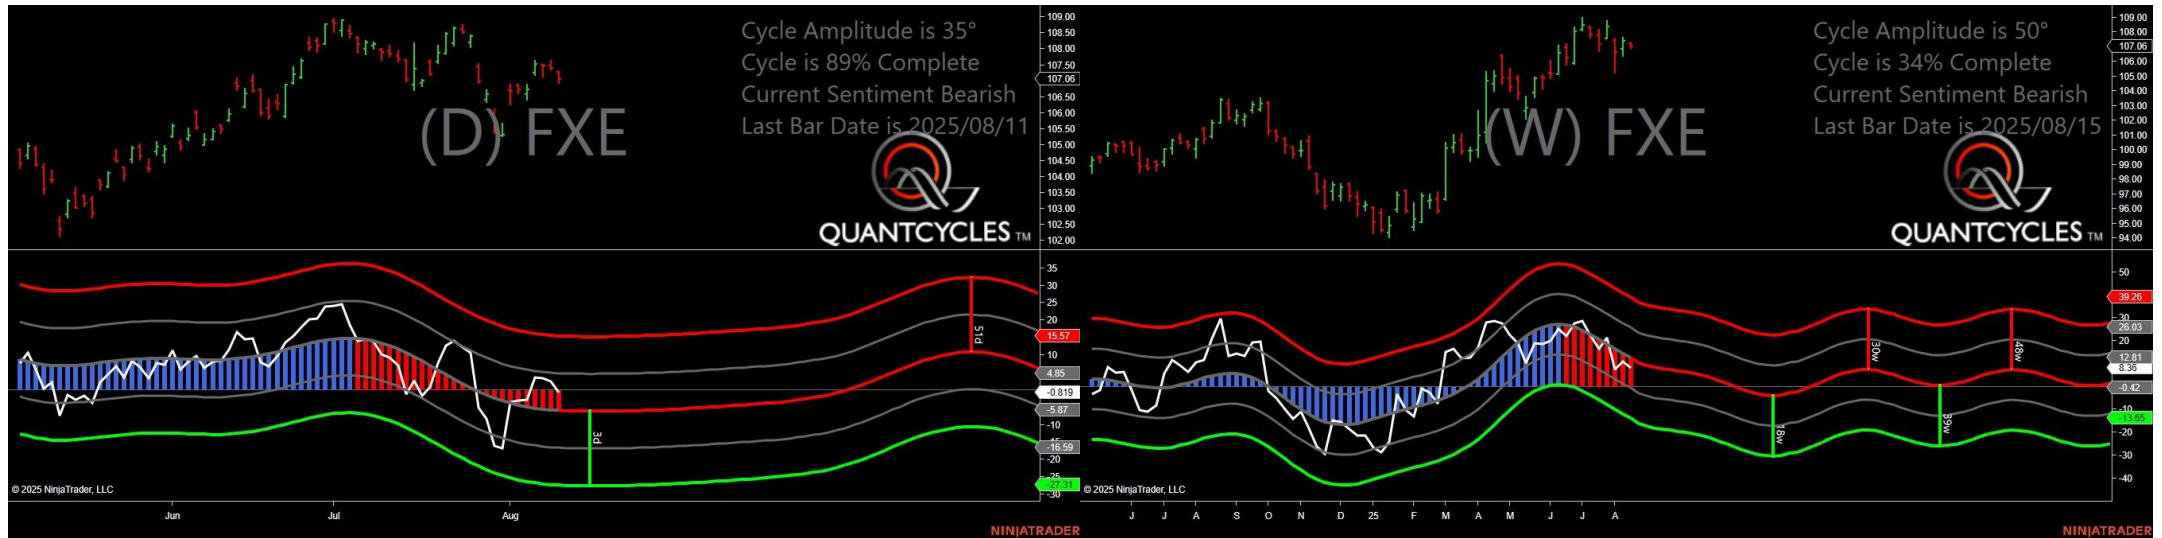 Cycle Amplitude is 35°
Cycle is 89% Complete
Current Sentiment Bearish
Last Bar Date is 2025/08/11
(D) FXE
QUANTCYCLES TM
109.00
108.50
108.00
107.50
107.06
106.50
106.00
105.50
105.00
104.50
104.00
103.50
103.00
102.50
102.00
35
30
25
20
15.57
10
4.85
-0.819
-5.87
-10
-16.59
-20
-25
-27.31
-30
51d
3d
© 2025 NinjaTrader, LLC
Jun Jul Aug
NINJATRADER
Cycle Amplitude is 50°
Cycle is 34% Complete
Current Sentiment Bearish
Last Bar Date is 2025/08/15
(W) FXE
QUANTCYCLES TM
109.00
108.00
107.06
106.00
105.00
104.00
103.00
102.00
101.00
100.00
99.00
98.00
97.00
96.00
95.00
94.00
50
39.26
30
26.03
20
12.81
8.36
-0.42
-10
-13.65
-20
-30
-40
30w
48w
18w
39w
© 2025 NinjaTrader, LLC
J J A S O N D 25 F M A M J J A
NINJATRADER